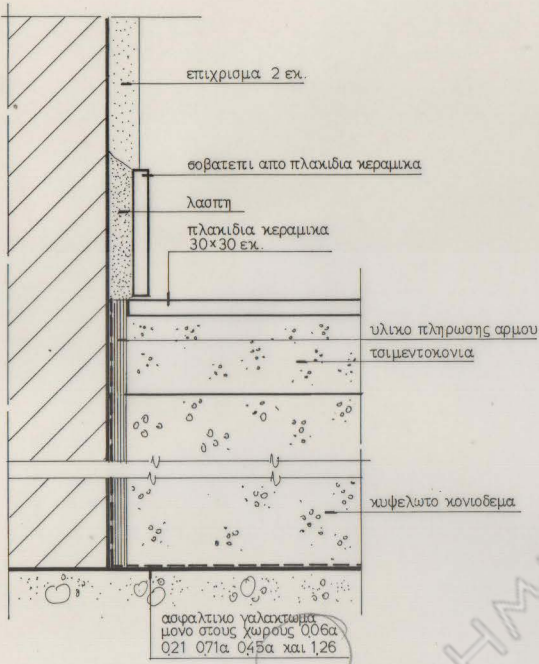 επιχρισμα 2 εκ.
σοβατεπι απο πλακιδια κεραμικα
λασπη
πλακιδια κεραμικα
30×30 εκ.
υλικο πληρωσης αρμου
τσιμεντοκονια
κυψελωτο κονιοδεμα
ασφαλτικο γαλακτωμα
μονο στους χωρους 0.06α
0.21 0.71α 0.45α και 1.26